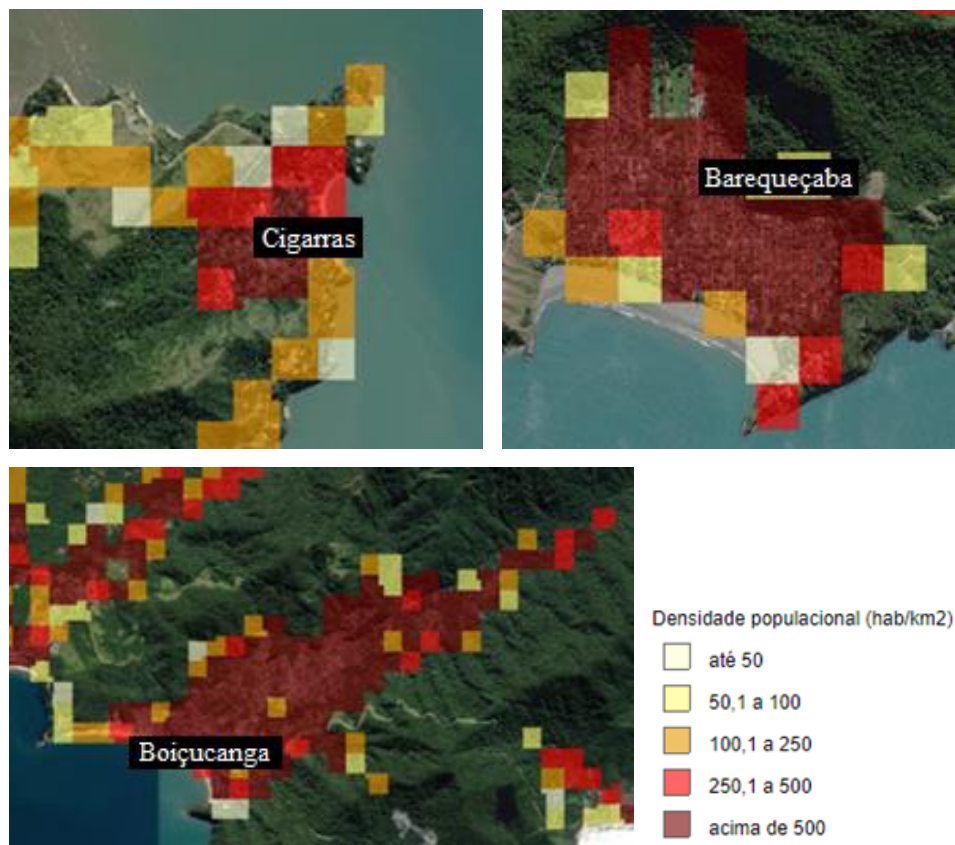 Cigarras
Barequeçaba
Boiçucanga
Densidade populacional (hab/km2)
até 50
50,1 a 100
100,1 a 250
250,1 a 500
acima de 500